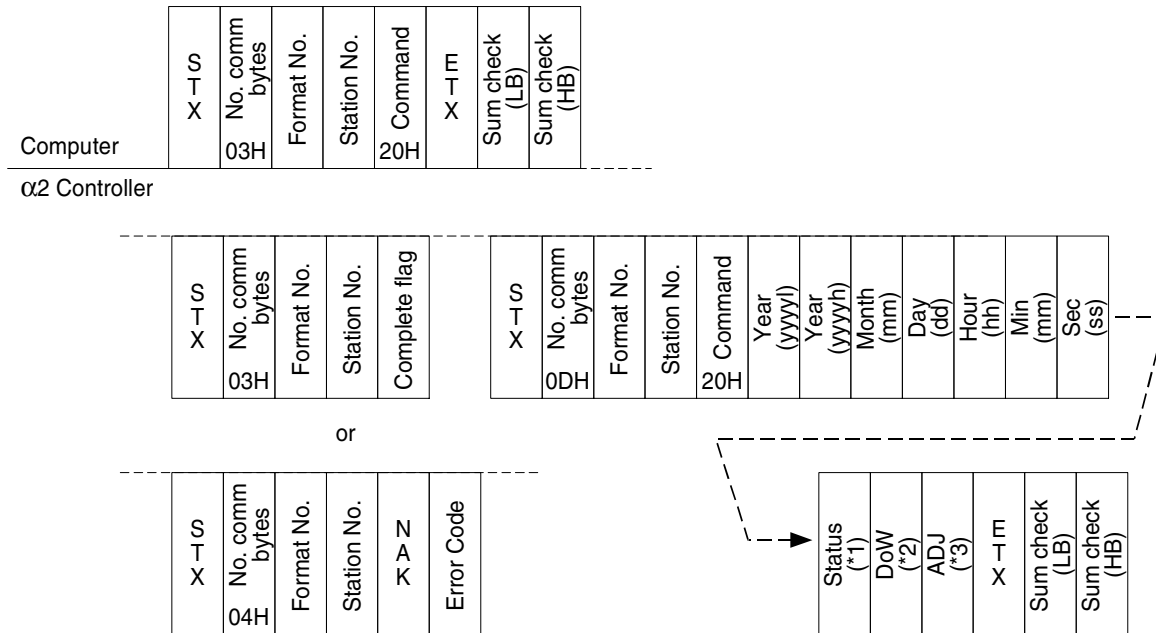 STX
No. comm bytes 03H
Format No.
Station No.
Command 20H
ETX
Sum check (LB)
Sum check (HB)
Computer
α2 Controller
STX
No. comm bytes 03H
Format No.
Station No.
Complete flag
STX
No. comm bytes 0DH
Format No.
Station No.
Command 20H
Year (yyyyl)
Year (yyyyh)
Month (mm)
Day (dd)
Hour (hh)
Min (mm)
Sec (ss)
or
STX
No. comm bytes 04H
Format No.
Station No.
NAK
Error Code
Status (*1)
DoW (*2)
ADJ (*3)
ETX
Sum check (LB)
Sum check (HB)